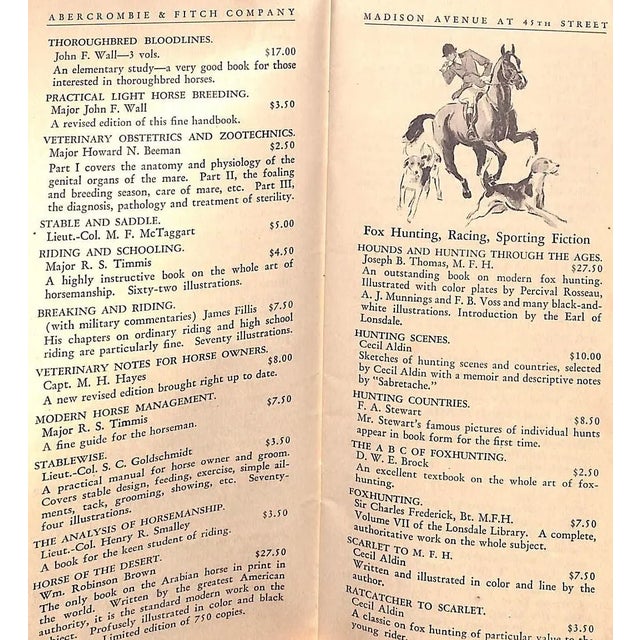 ABERCROMBIE & FITCH COMPANY
THOROUGHBRED BLOODLINES.
John F. Wall—3 vols. $17.00
An elementary study—a very good book for those
interested in thoroughbred horses.
PRACTICAL LIGHT HORSE BREEDING.
Major John F. Wall $3.50
A revised edition of this fine handbook.
VETERINARY OBSTETRICS AND ZOOTECHNICS.
Major Howard N. Beeman $2.50
Part I covers the anatomy and physiology of the
genital organs of the mare. Part II, the foaling
and breeding season, care of mare, etc. Part III,
the diagnosis, pathology and treatment of sterility.
STABLE AND SADDLE.
Lieut.-Col. M. F. McTaggart $5.00
RIDING AND SCHOOLING.
Major R. S. Timmis $4.50
A highly instructive book on the whole art of
horsemanship. Sixty-two illustrations.
BREAKING AND RIDING.
(with military commentaries) James Fillis $7.50
His chapters on ordinary riding and high school
riding are particularly fine. Seventy illustrations.
VETERINARY NOTES FOR HORSE OWNERS.
Capt. M. H. Hayes $8.00
A new revised edition brought right up to date.
MODERN HORSE MANAGEMENT.
Major R. S. Timmis $7.50
A fine guide for the horseman.
STABLEWISE.
Lieut.-Col. S. C. Goldschmidt $3.50
A practical manual for horse owner and groom.
Covers stable design, feeding, exercise, simple ail-
ments, tack, grooming, showing, etc. Seventy-
four illustrations.
THE ANALYSIS OF HORSEMANSHIP.
Lieut.-Col. Henry R. Smalley $3.50
A book for the keen student of riding.
HORSE OF THE DESERT.
Wm. Robinson Brown $27.50
The only book on the Arabian horse in print in
the world. Written by the greatest American
authority, it is the standard modern work on the
subject. Profusely illustrated in color and black
Limited edition of 750 copies.
MADISON AVENUE AT 45TH STREET
Fox Hunting, Racing, Sporting Fiction
HOUNDS AND HUNTING THROUGH THE AGES.
Joseph B. Thomas, M. F. H. $27.50
An outstanding book on modern fox hunting.
Illustrated with color plates by Percival Rosseau,
A. J. Munnings and F. B. Voss and many black-and-
white illustrations. Introduction by the Earl of
Lonsdale.
HUNTING SCENES.
Cecil Aldin $10.00
Sketches of hunting scenes and countries, selected
by Cecil Aldin with a memoir and descriptive notes
by "Sabretache."
HUNTING COUNTRIES.
F. A. Stewart $8.50
Mr. Stewart's famous pictures of individual hunts
appear in book form for the first time.
THE A B C OF FOXHUNTING.
D. W. E. Brock $2.50
An excellent textbook on the whole art of fox-
hunting.
FOXHUNTING.
Sir Charles Frederick, Bt. M.F.H. $7.50
Volume VII of the Lonsdale Library. A complete,
authoritative work on the whole subject.
SCARLET TO M. F. H.
Cecil Aldin $7.50
Written and illustrated in color and line by the
author.
RATCATCHER TO SCARLET.
Cecil Aldin $3.50
A classic on fox hunting of particular value to the
young rider.